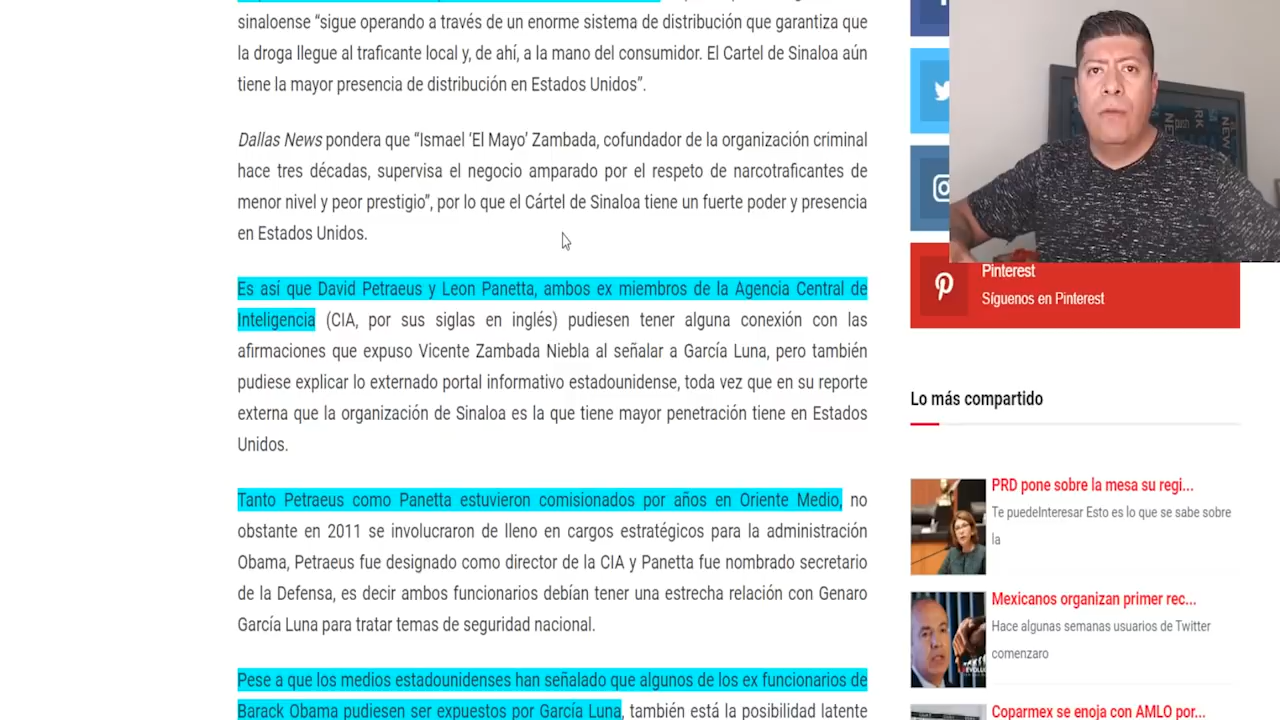 sinaloense “sigue operando a través de un enorme sistema de distribución que garantiza que
la droga llegue al traficante local y, de ahí, a la mano del consumidor. El Cartel de Sinaloa aún
tiene la mayor presencia de distribución en Estados Unidos”.
Dallas News pondera que “Ismael ‘El Mayo’ Zambada, cofundador de la organización criminal
hace tres décadas, supervisa el negocio amparado por el respeto de narcotraficantes de
menor nivel y peor prestigio”, por lo que el Cártel de Sinaloa tiene un fuerte poder y presencia
en Estados Unidos.
Es así que David Petraeus y Leon Panetta, ambos ex miembros de la Agencia Central de
Inteligencia (CIA, por sus siglas en inglés) pudiesen tener alguna conexión con las
afirmaciones que expuso Vicente Zambada Niebla al señalar a García Luna, pero también
pudiese explicar lo externado portal informativo estadounidense, toda vez que en su reporte
externa que la organización de Sinaloa es la que tiene mayor penetración tiene en Estados
Unidos.
Tanto Petraeus como Panetta estuvieron comisionados por años en Oriente Medio, no
obstante en 2011 se involucraron de lleno en cargos estratégicos para la administración
Obama, Petraeus fue designado como director de la CIA y Panetta fue nombrado secretario
de la Defensa, es decir ambos funcionarios debían tener una estrecha relación con Genaro
García Luna para tratar temas de seguridad nacional.
Pese a que los medios estadounidenses han señalado que algunos de los ex funcionarios de
Barack Obama pudiesen ser expuestos por García Luna, también está la posibilidad latente
Pinterest
Síguenos en Pinterest
Lo más compartido
PRD pone sobre la mesa su regi...
Te puedeInteresar Esto es lo que se sabe sobre
la
Mexicanos organizan primer rec...
Hace algunas semanas usuarios de Twitter
comenzaro
Coparmex se enoja con AMLO por...